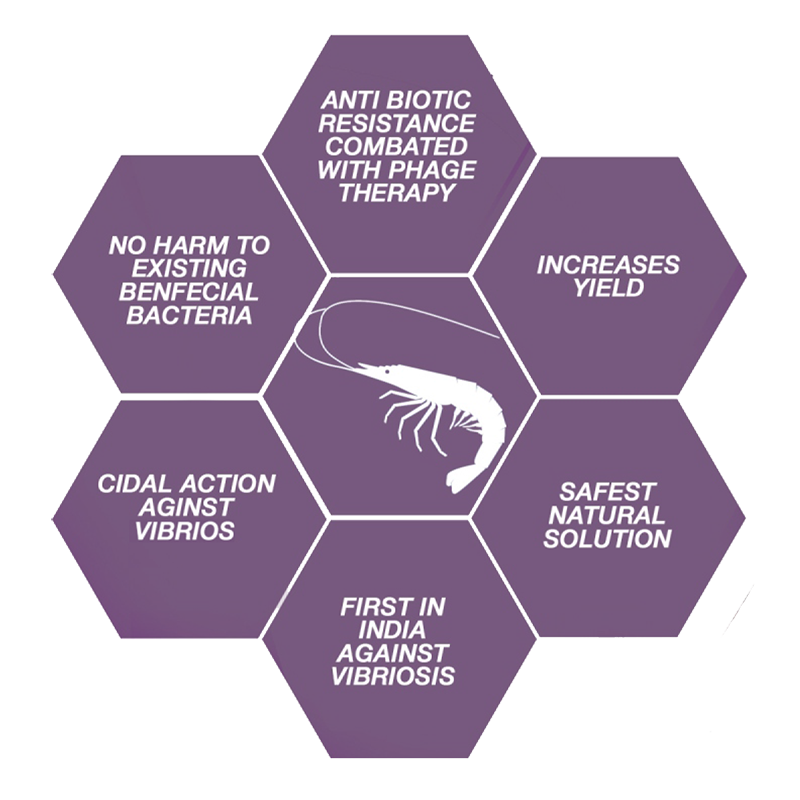 ANTI BIOTIC
RESISTANCE
COMBATED
WITH PHAGE
THERAPY
NO HARM TO
EXISTING
BENFECIAL
BACTERIA
INCREASES
YIELD
CIDAL ACTION
AGINST
VIBRIOS
SAFEST
NATURAL
SOLUTION
FIRST IN
INDIA
AGAINST
VIBRIOSIS